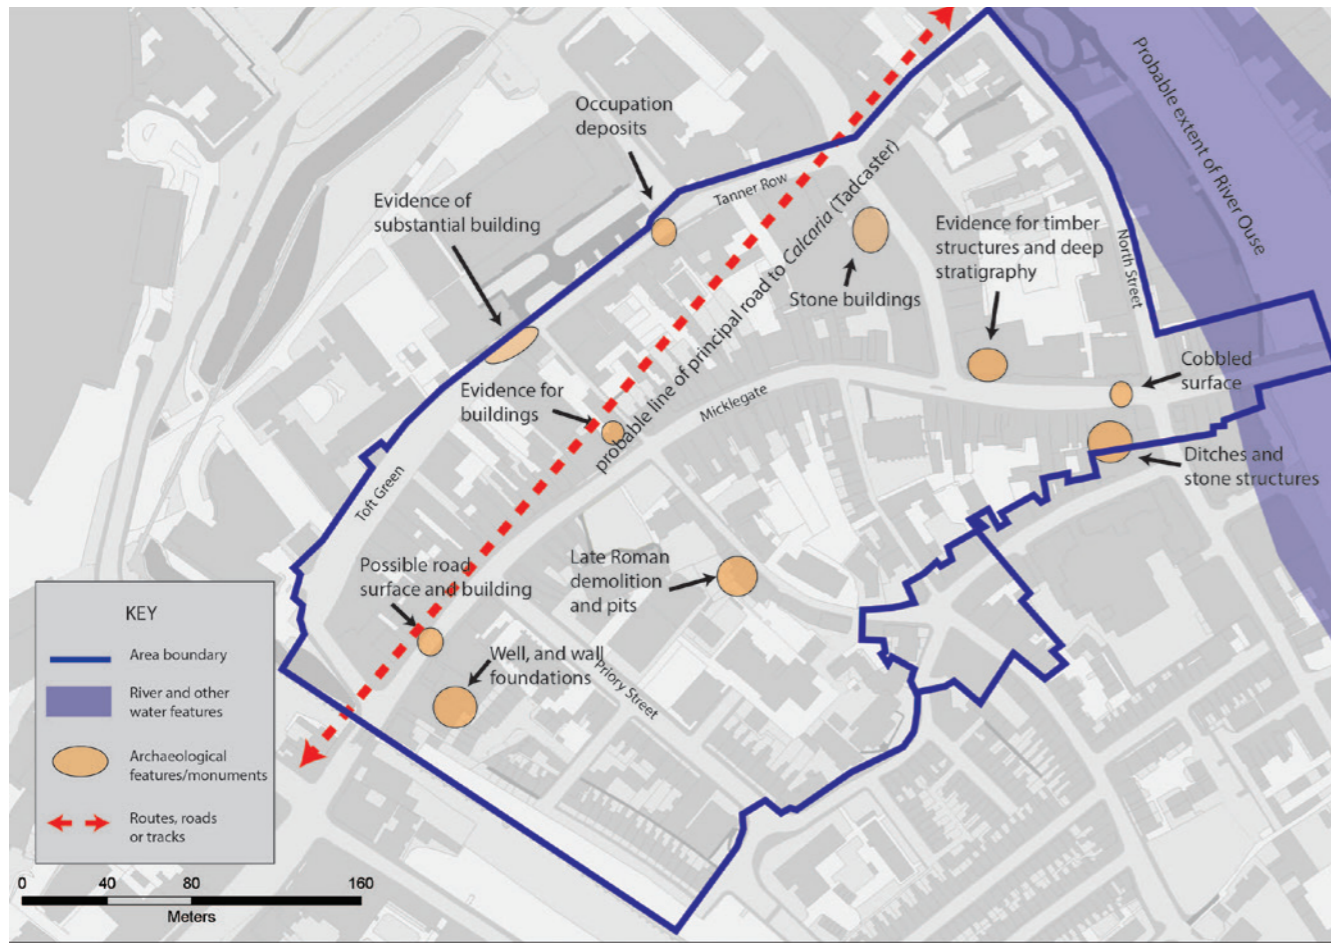 Occupation
deposits
Evidence of
substantial building
Tanner Row
Probable extent of River Ouse
Evidence for timber
structures and deep
stratigraphy
North Street
Stone buildings
probable line of principal road to Calcaria (Tadcaster)
Cobbled
surface
Evidence for
buildings
Micklegate
Ditches and
stone structures
Toft Green
Possible road
surface and building
Late Roman
demolition
and pits
Well, and wall
foundations
Priory Street
KEY
Area boundary
River and other
water features
Archaeological
features/monuments
Routes, roads
or tracks
0 40 80 160
Meters